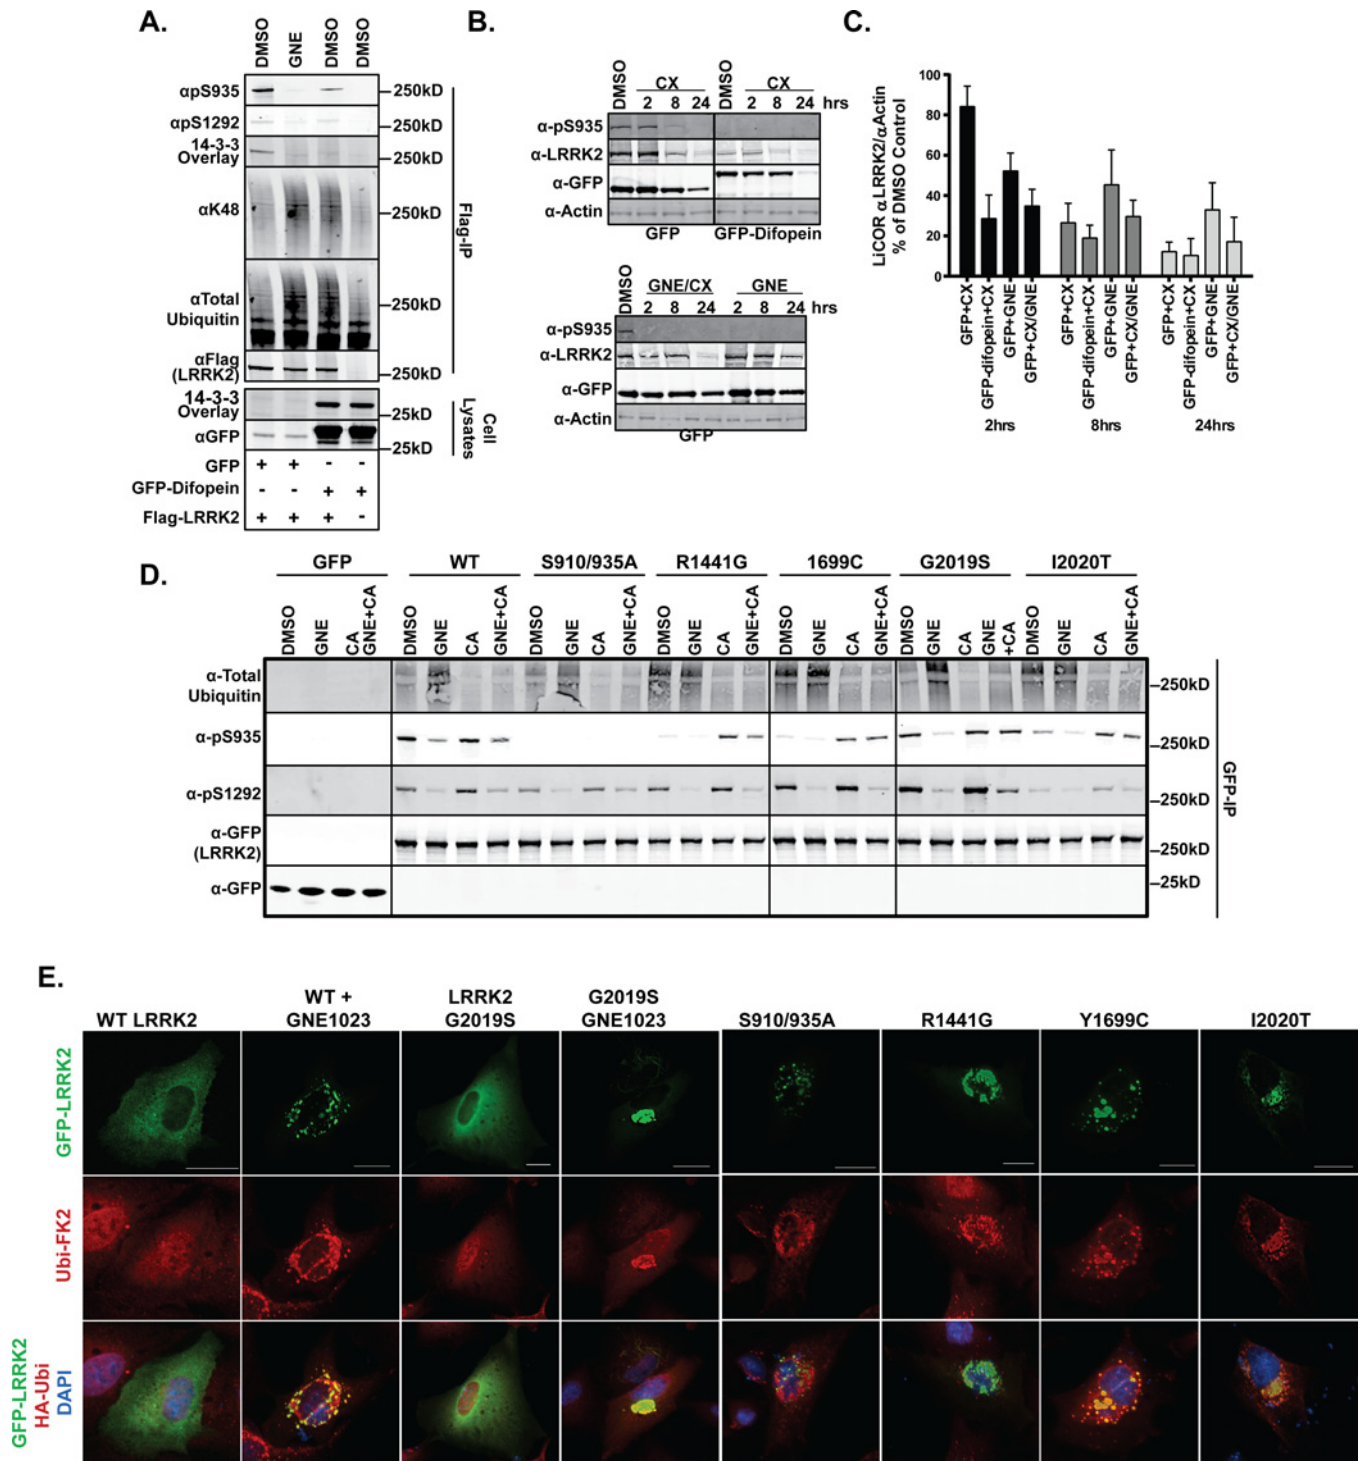 A.
DMSO GNE DMSO DMSO
αpS935 –250kD
αpS1292 –250kD
14-3-3
Overlay –250kD
αK48 –250kD
αTotal
Ubiquitin –250kD
αFlag
(LRRK2) –250kD
Flag-IP
14-3-3
Overlay –25kD
αGFP –25kD
Cell
Lysates
GFP + + - -
GFP-Difopein - - + +
Flag-LRRK2 + + + -
B.
DMSO CX DMSO CX
2 8 24 2 8 24 hrs
α-pS935
α-LRRK2
α-GFP
α-Actin
GFP GFP-Difopein
DMSO GNE/CX GNE
2 8 24 2 8 24 hrs
α-pS935
α-LRRK2
α-GFP
α-Actin
GFP
C.
LiCOR αLRRK2/αActin
% of DMSO Control
100
80
60
40
20
0
GFP+CX GFP-difopein+CX GFP+GNE GFP+CX/GNE
GFP+CX GFP-difopein+CX GFP+GNE GFP+CX/GNE
GFP+CX GFP-difopein+CX GFP+GNE GFP+CX/GNE
2hrs 8hrs 24hrs
D.
GFP WT S910/935A R1441G 1699C G2019S I2020T
DMSO GNE CA GNE+CA DMSO GNE CA GNE+CA DMSO GNE CA GNE+CA DMSO GNE CA GNE+CA DMSO GNE CA GNE+CA DMSO GNE CA GNE +CA DMSO GNE CA GNE+CA
α-Total
Ubiquitin –250kD
α-pS935 –250kD
α-pS1292 –250kD
α-GFP
(LRRK2) –250kD
α-GFP –25kD
GFP-IP
E.
WT LRRK2
WT +
GNE1023
LRRK2
G2019S
G2019S
GNE1023
S910/935A
R1441G
Y1699C
I2020T
GFP-LRRK2
Ubi-FK2
GFP-LRRK2
HA-Ubi
DAPI